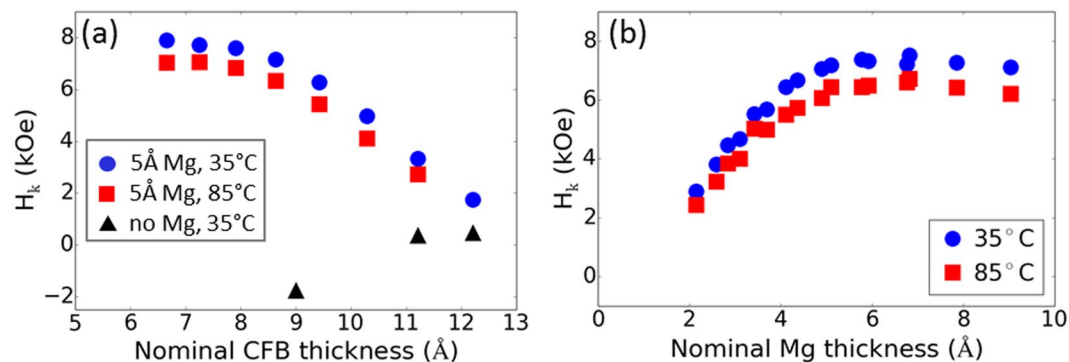 (a)
8
6
4
2
0
−2
H_k (kOe)
5Å Mg, 35°C
5Å Mg, 85°C
no Mg, 35°C
5 6 7 8 9 10 11 12 13
Nominal CFB thickness (Å)
(b)
8
6
4
2
0
H_k (kOe)
35°C
85°C
0 2 4 6 8 10
Nominal Mg thickness (Å)